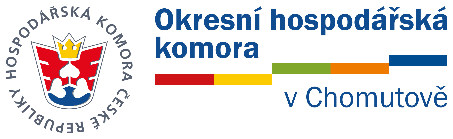 HOSPODÁŘSKÁ KOMORA ČESKÉ REPUBLIKY
Okresní hospodářská
komora
v Chomutově